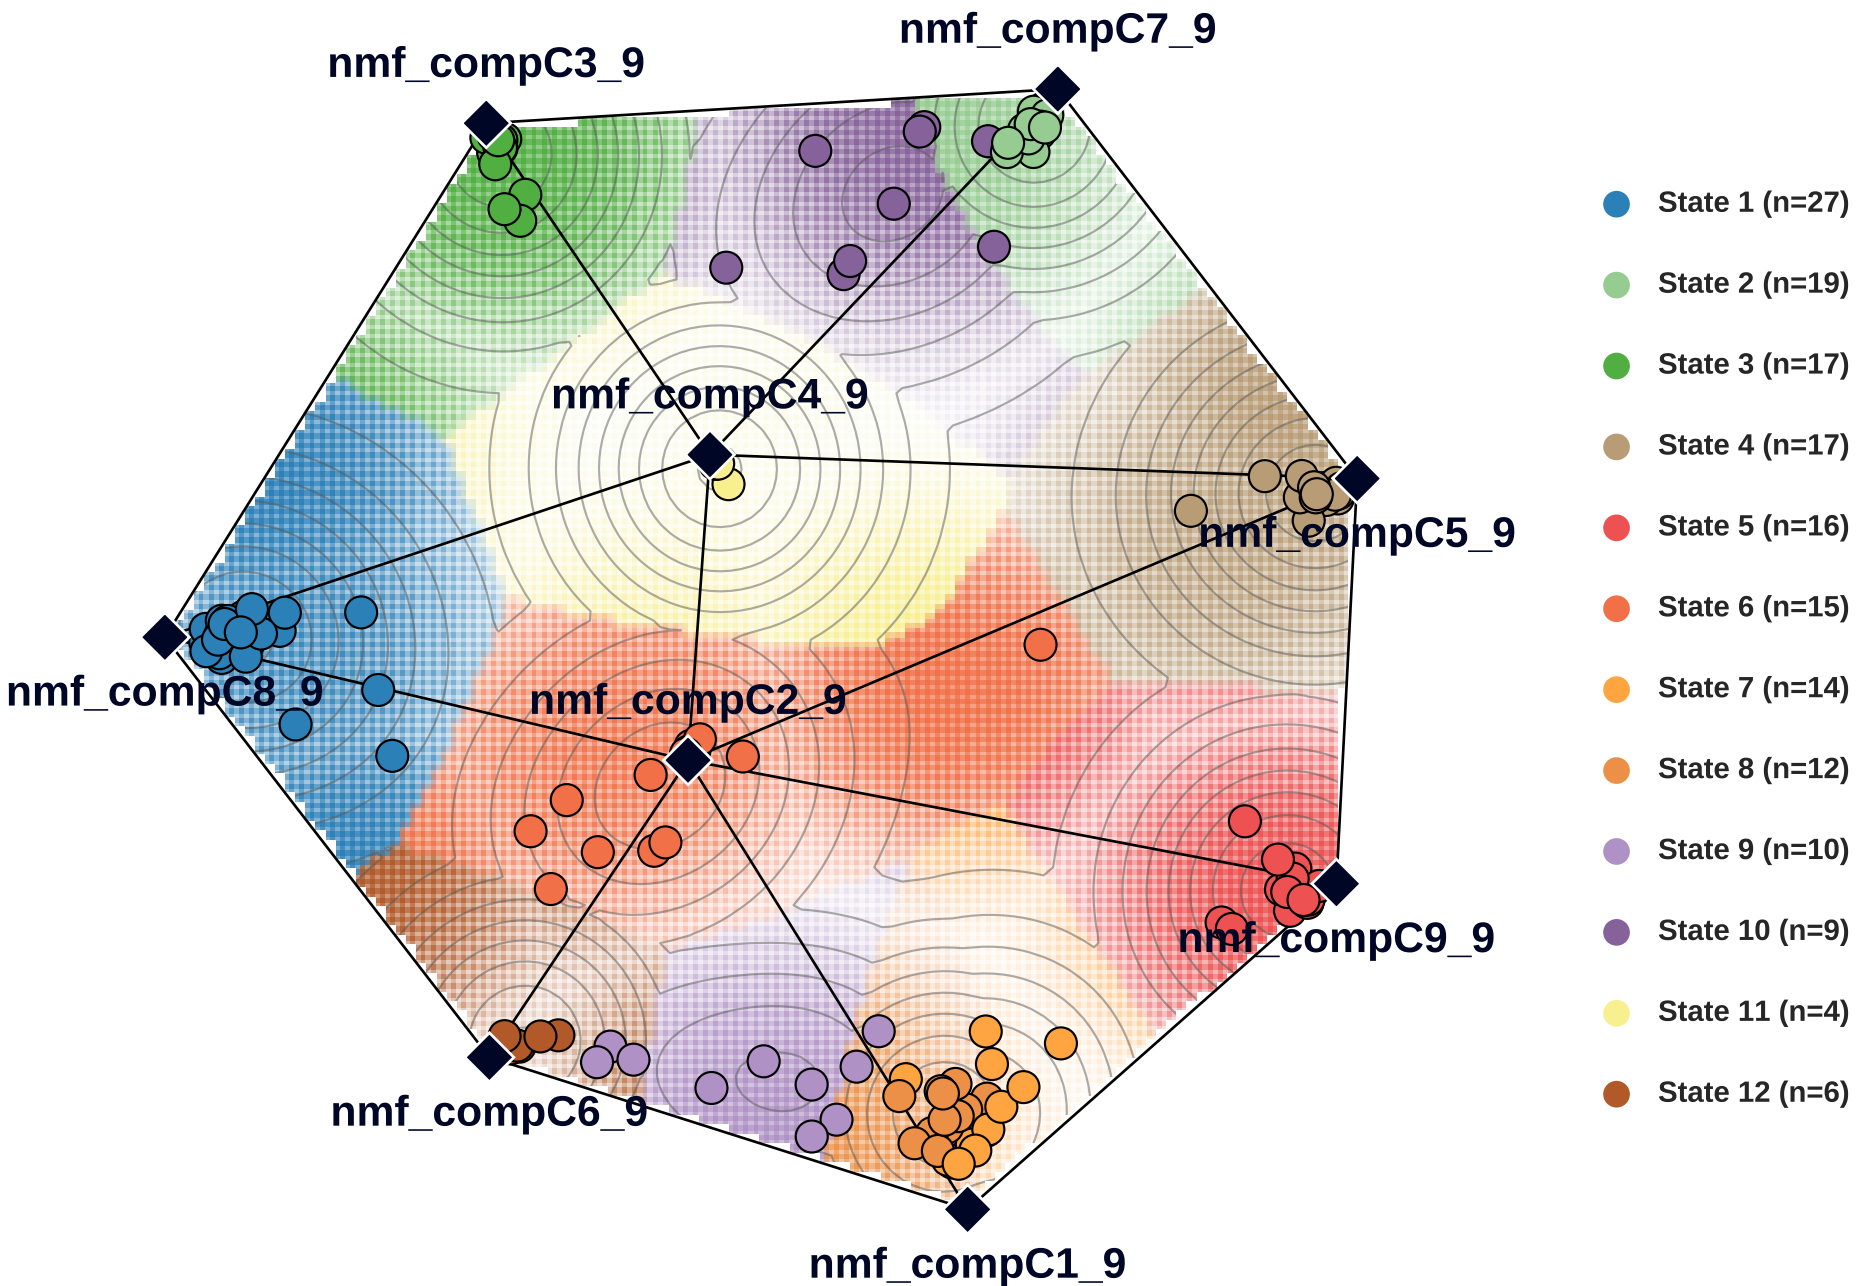 nmf_compC7_9
nmf_compC3_9
nmf_compC4_9
nmf_compC5_9
nmf_compC8_9
nmf_compC2_9
nmf_compC9_9
nmf_compC6_9
nmf_compC1_9
State 1 (n=27)
State 2 (n=19)
State 3 (n=17)
State 4 (n=17)
State 5 (n=16)
State 6 (n=15)
State 7 (n=14)
State 8 (n=12)
State 9 (n=10)
State 10 (n=9)
State 11 (n=4)
State 12 (n=6)